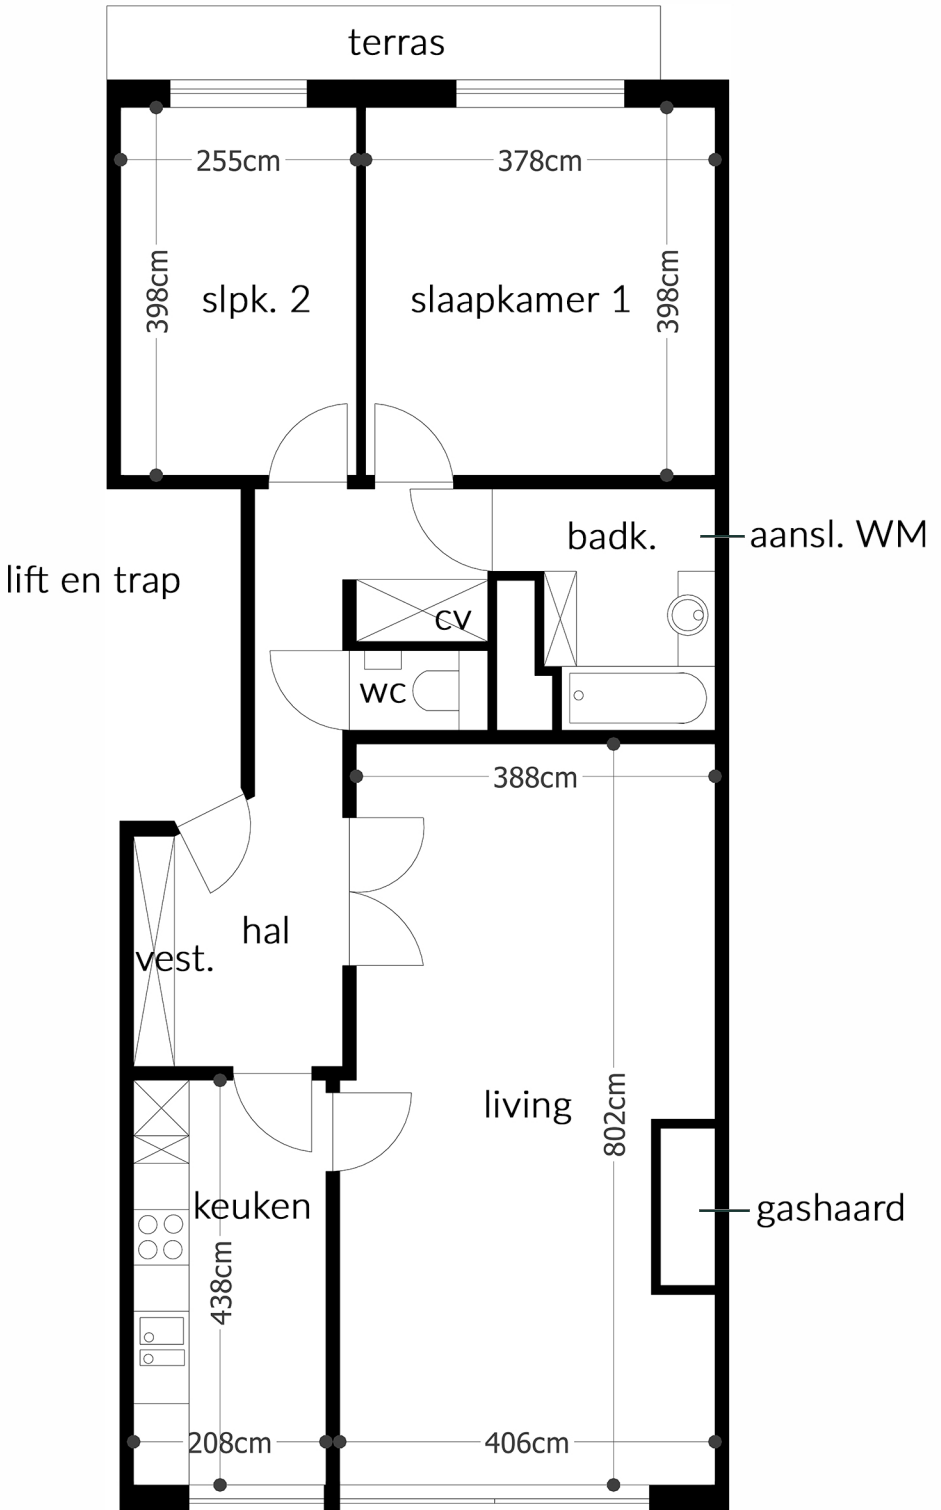 terras
255cm
378cm
398cm
slpk. 2
slaapkamer 1
398cm
badk.
aansl. WM
lift en trap
cv
wc
388cm
hal
vest.
living
802cm
keuken
gashaard
438cm
208cm
406cm